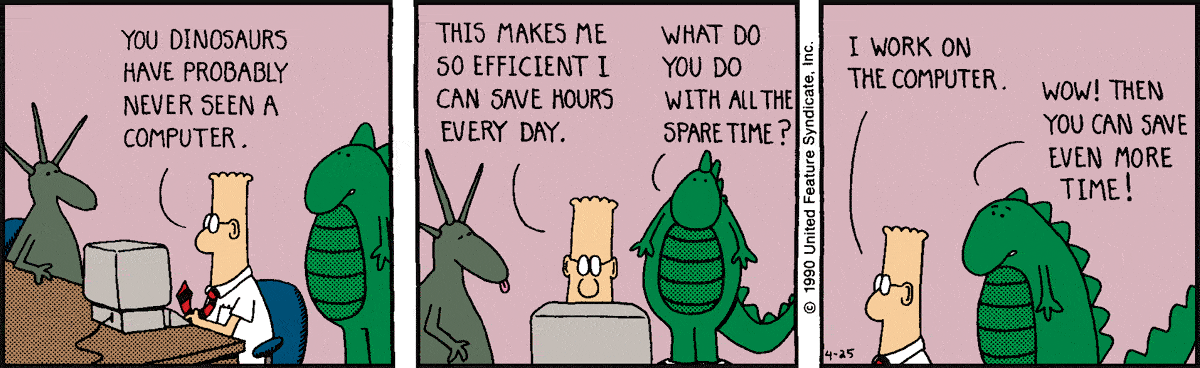 YOU DINOSAURS
HAVE PROBABLY
NEVER SEEN A
COMPUTER.
THIS MAKES ME
SO EFFICIENT I
CAN SAVE HOURS
EVERY DAY.
WHAT DO
YOU DO
WITH ALL THE
SPARE TIME?
© 1990 United Feature Syndicate, Inc.
I WORK ON
THE COMPUTER.
WOW! THEN
YOU CAN SAVE
EVEN MORE
TIME!
4-25